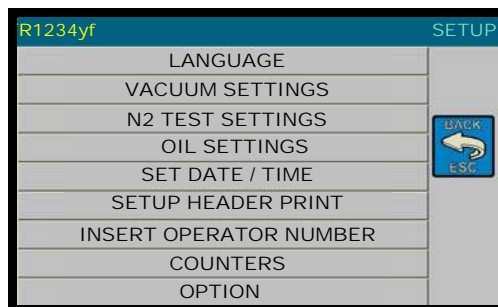 R1234yf SETUP
LANGUAGE
VACUUM SETTINGS
N2 TEST SETTINGS
OIL SETTINGS
SET DATE / TIME
SETUP HEADER PRINT
INSERT OPERATOR NUMBER
COUNTERS
OPTION
BACK
ESC